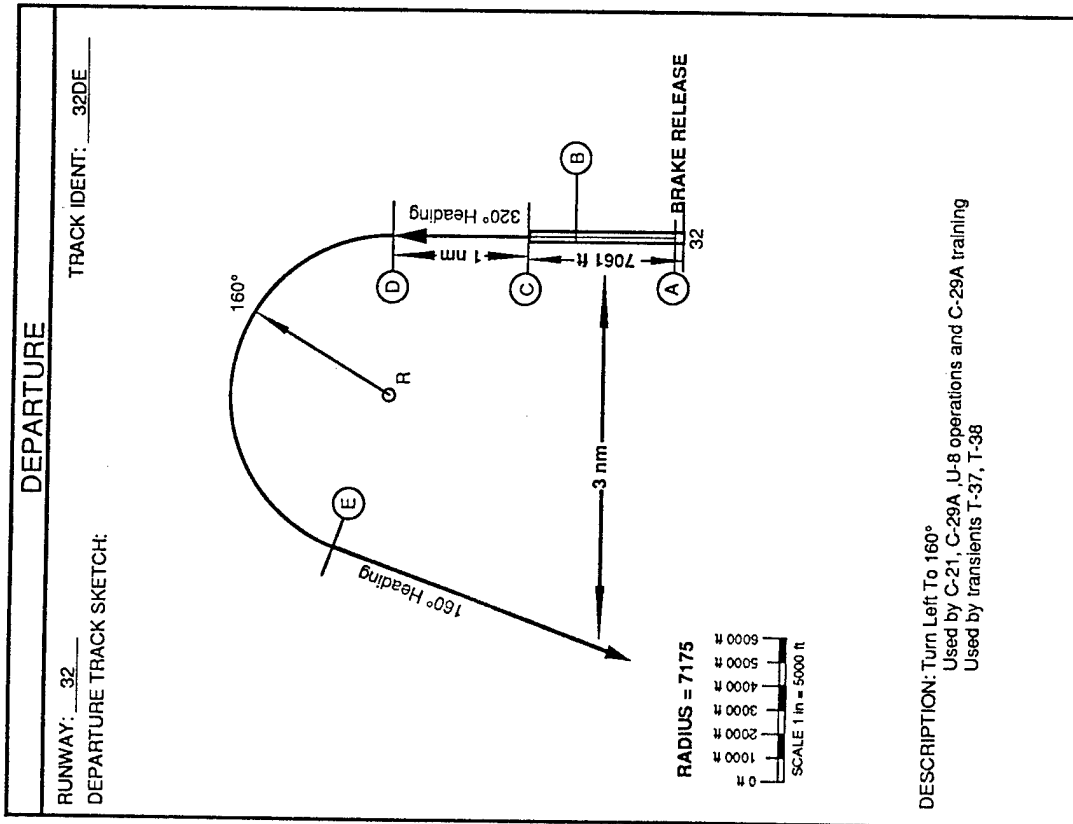 DEPARTURE
RUNWAY: 32
TRACK IDENT: 32DE
DEPARTURE TRACK SKETCH:
160°
D
320° Heading
1 nm
R
C
B
7061 ft
E
160° Heading
A
BRAKE RELEASE
32
3 nm
RADIUS = 7175
0 ft
1000 ft
2000 ft
3000 ft
4000 ft
5000 ft
6000 ft
SCALE 1 in = 5000 ft
DESCRIPTION: Turn Left To 160°
Used by C-21, C-29A ,U-8 operations and C-29A training
Used by transients T-37, T-38